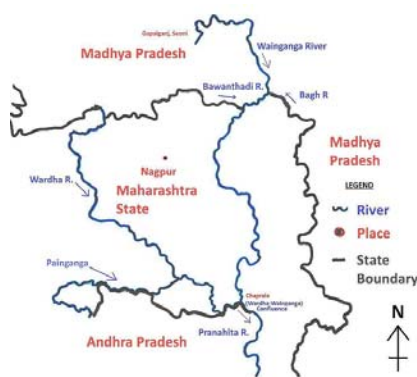 Gopalganj, Seoni
Madhya Pradesh
Wainganga River
Bawanthadi R.
Bagh R
Madhya
Pradesh
Nagpur
Maharashtra
State
Wardha R.
LEGEND
River
Place
State
Boundary
Painganga
Chaprala
(Wardha Wainganga)
Confluence
Pranahita R.
Andhra Pradesh
N